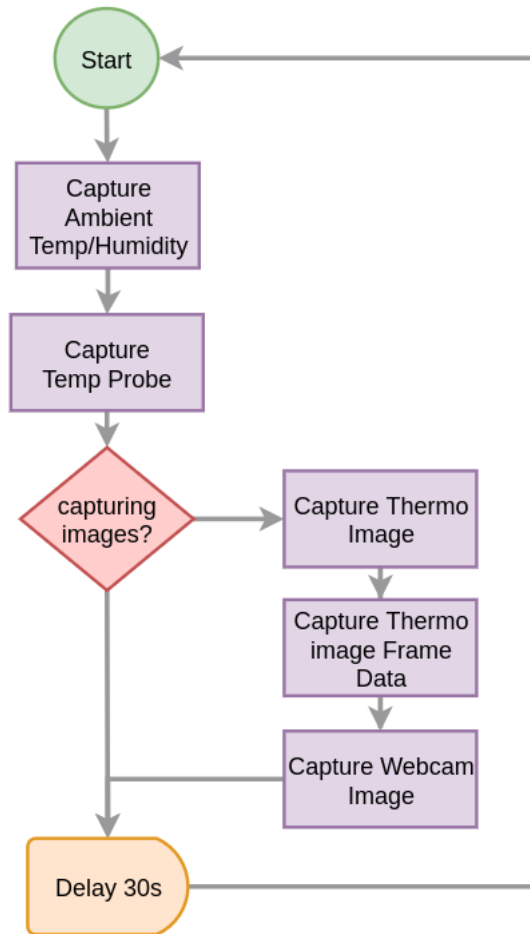 Start
Capture
Ambient
Temp/Humidity
Capture
Temp Probe
capturing
images?
Capture Thermo
Image
Capture Thermo
image Frame
Data
Capture Webcam
Image
Delay 30s